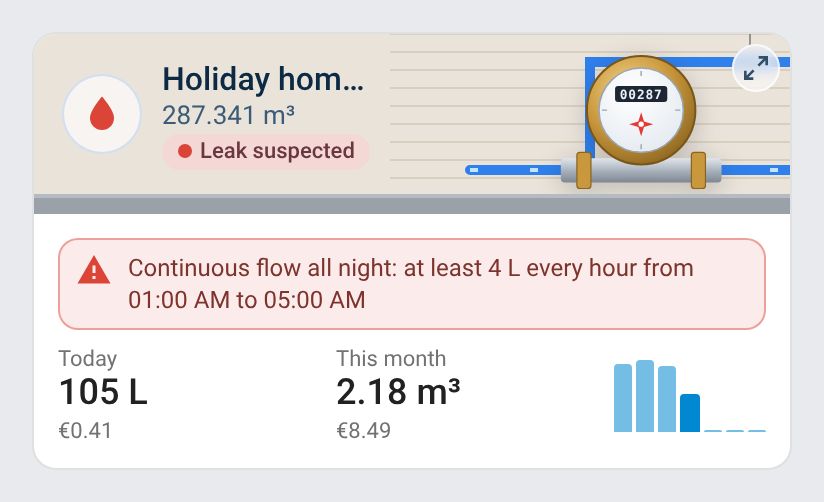 Holiday hom...
287.341 m³
Leak suspected
00287
Continuous flow all night: at least 4 L every hour from
01:00 AM to 05:00 AM
Today
105 L
€0.41
This month
2.18 m³
€8.49